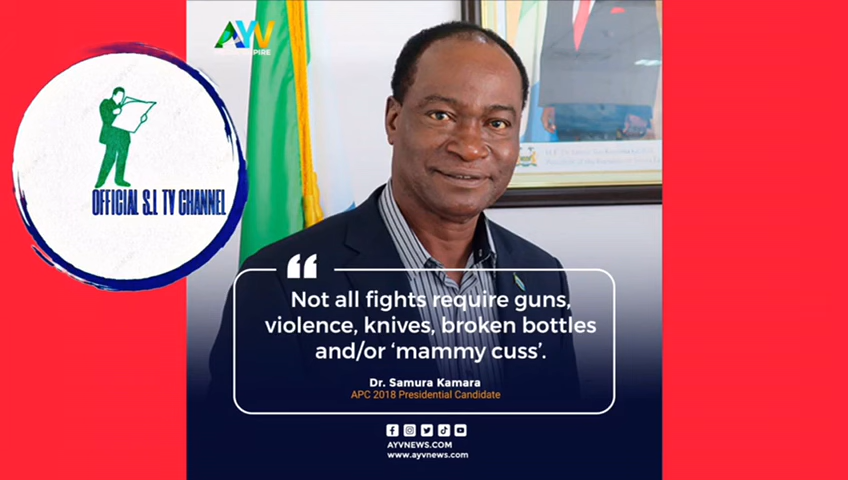 AYV
PIRE
OFFICIAL S.L TV CHANNEL
“
Not all fights require guns,
violence, knives, broken bottles
and/or ‘mammy cuss’.
Dr. Samura Kamara
APC 2018 Presidential Candidate
AYVNEWS.COM
www.ayvnews.com